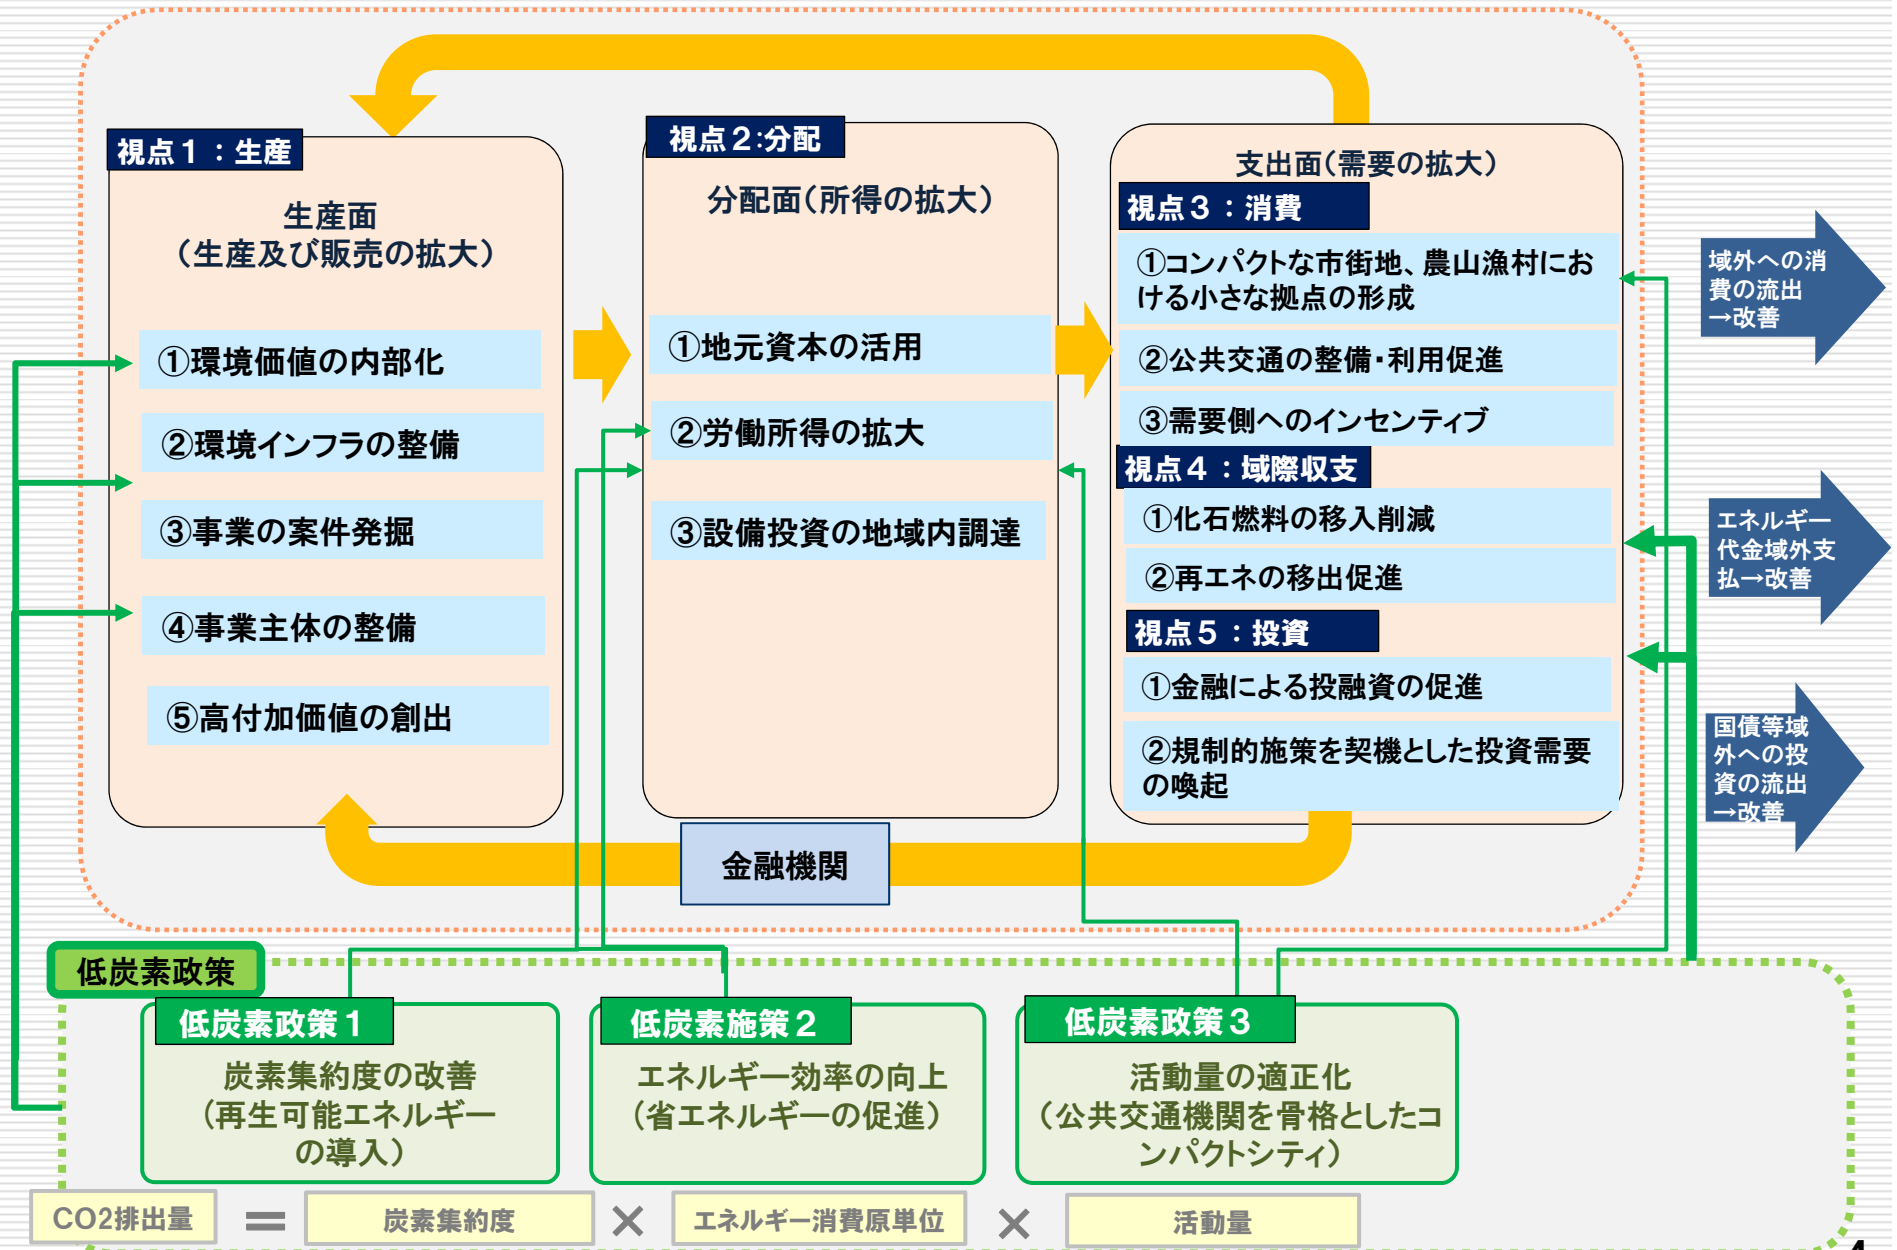 視点１：生産
生産面
（生産及び販売の拡大）
①環境価値の内部化
②環境インフラの整備
③事業の案件発掘
④事業主体の整備
⑤高付加価値の創出
視点２：分配
分配面（所得の拡大）
①地元資本の活用
②労働所得の拡大
③設備投資の地域内調達
支出面（需要の拡大）
視点３：消費
①コンパクトな市街地、農山漁村にお
ける小さな拠点の形成
②公共交通の整備・利用促進
③需要側へのインセンティブ
視点４：域際収支
①化石燃料の移入削減
②再エネの移出促進
視点５：投資
①金融による投融資の促進
②規制的施策を契機とした投資需要
の喚起
域外への消
費の流出
→改善
エネルギー
代金域外支
払→改善
国債等域
外への投
資の流出
→改善
金融機関
低炭素政策
低炭素政策１
炭素集約度の改善
（再生可能エネルギー
の導入）
低炭素施策２
エネルギー効率の向上
（省エネルギーの促進）
低炭素政策３
活動量の適正化
（公共交通機関を骨格としたコ
ンパクトシティ）
CO2排出量 ＝ 炭素集約度 × エネルギー消費原単位 × 活動量